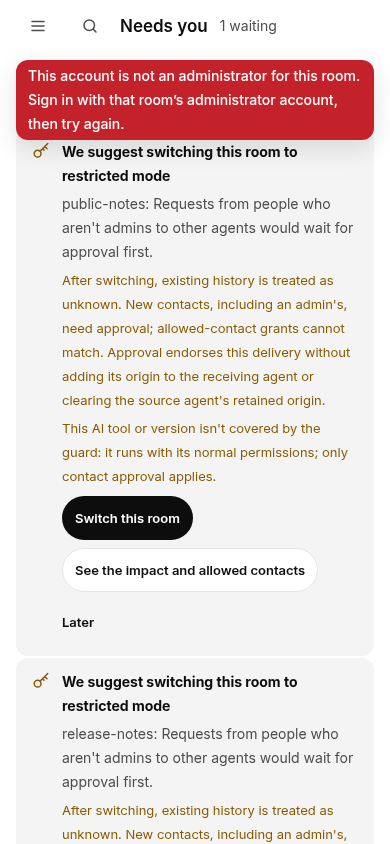 Needs you 1 waiting
This account is not an administrator for this room.
Sign in with that room's administrator account,
then try again.
We suggest switching this room to
restricted mode
public-notes: Requests from people who
aren't admins to other agents would wait for
approval first.
After switching, existing history is treated as
unknown. New contacts, including an admin's,
need approval; allowed-contact grants cannot
match. Approval endorses this delivery without
adding its origin to the receiving agent or
clearing the source agent's retained origin.
This AI tool or version isn't covered by the
guard: it runs with its normal permissions; only
contact approval applies.
Switch this room
See the impact and allowed contacts
Later
We suggest switching this room to
restricted mode
release-notes: Requests from people who
aren't admins to other agents would wait for
approval first.
After switching, existing history is treated as
unknown. New contacts, including an admin's,